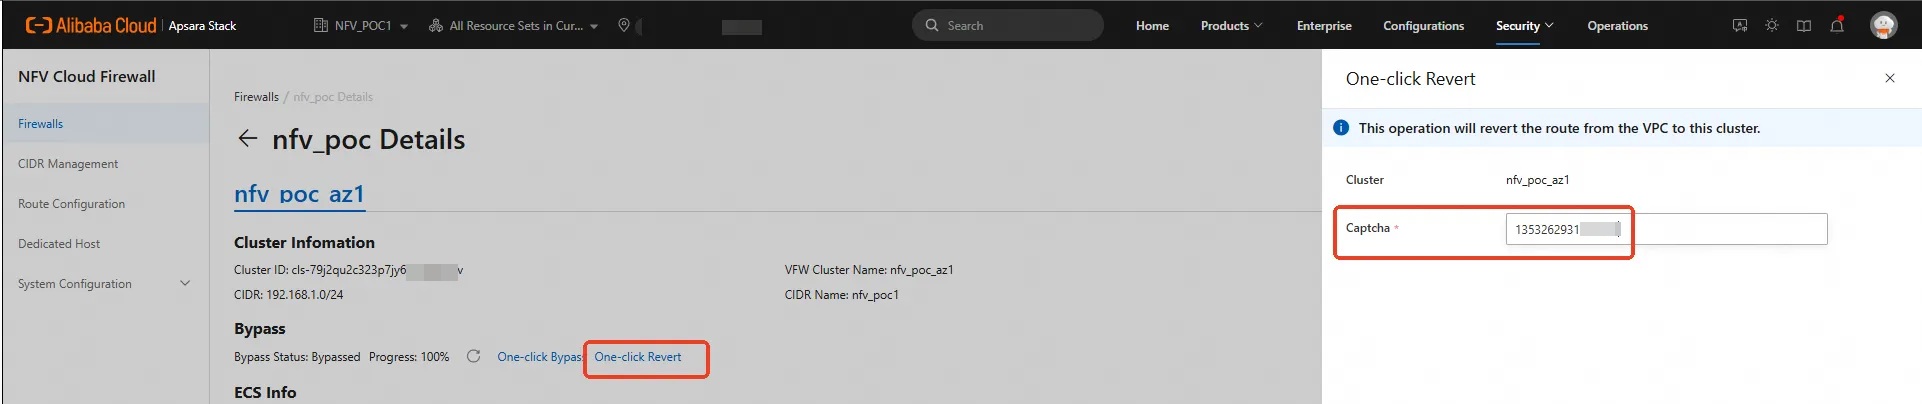 Alibaba Cloud | Apsara Stack NFV_POC1 All Resource Sets in Cur... Search Home Products Enterprise Configurations Security Operations
NFV Cloud Firewall
Firewalls
CIDR Management
Route Configuration
Dedicated Host
System Configuration
Firewalls / nfv_poc Details
← nfv_poc Details
nfv_poc_az1
Cluster Infomation
Cluster ID: cls-79j2qu2c323p7jy6 v VFW Cluster Name: nfv_poc_az1
CIDR: 192.168.1.0/24 CIDR Name: nfv_poc1
Bypass
Bypass Status: Bypassed Progress: 100% One-click Bypass One-click Revert
ECS Info
One-click Revert
This operation will revert the route from the VPC to this cluster.
Cluster nfv_poc_az1
Captcha * 1353262931